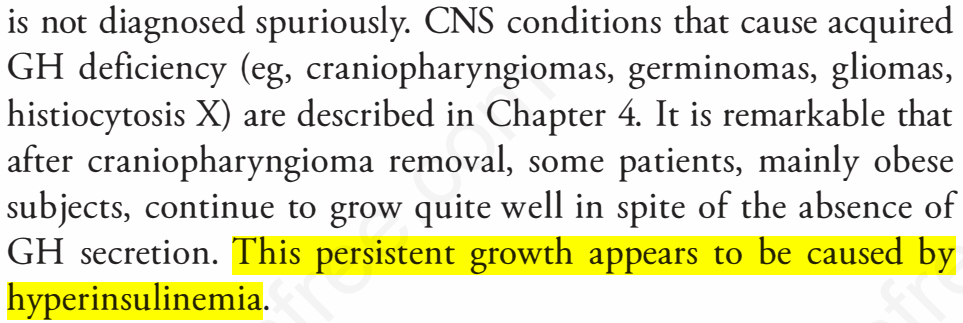 is not diagnosed spuriously. CNS conditions that cause acquired
GH deficiency (eg, craniopharyngiomas, germinomas, gliomas,
histiocytosis X) are described in Chapter 4. It is remarkable that
after craniopharyngioma removal, some patients, mainly obese
subjects, continue to grow quite well in spite of the absence of
GH secretion. This persistent growth appears to be caused by
hyperinsulinemia.